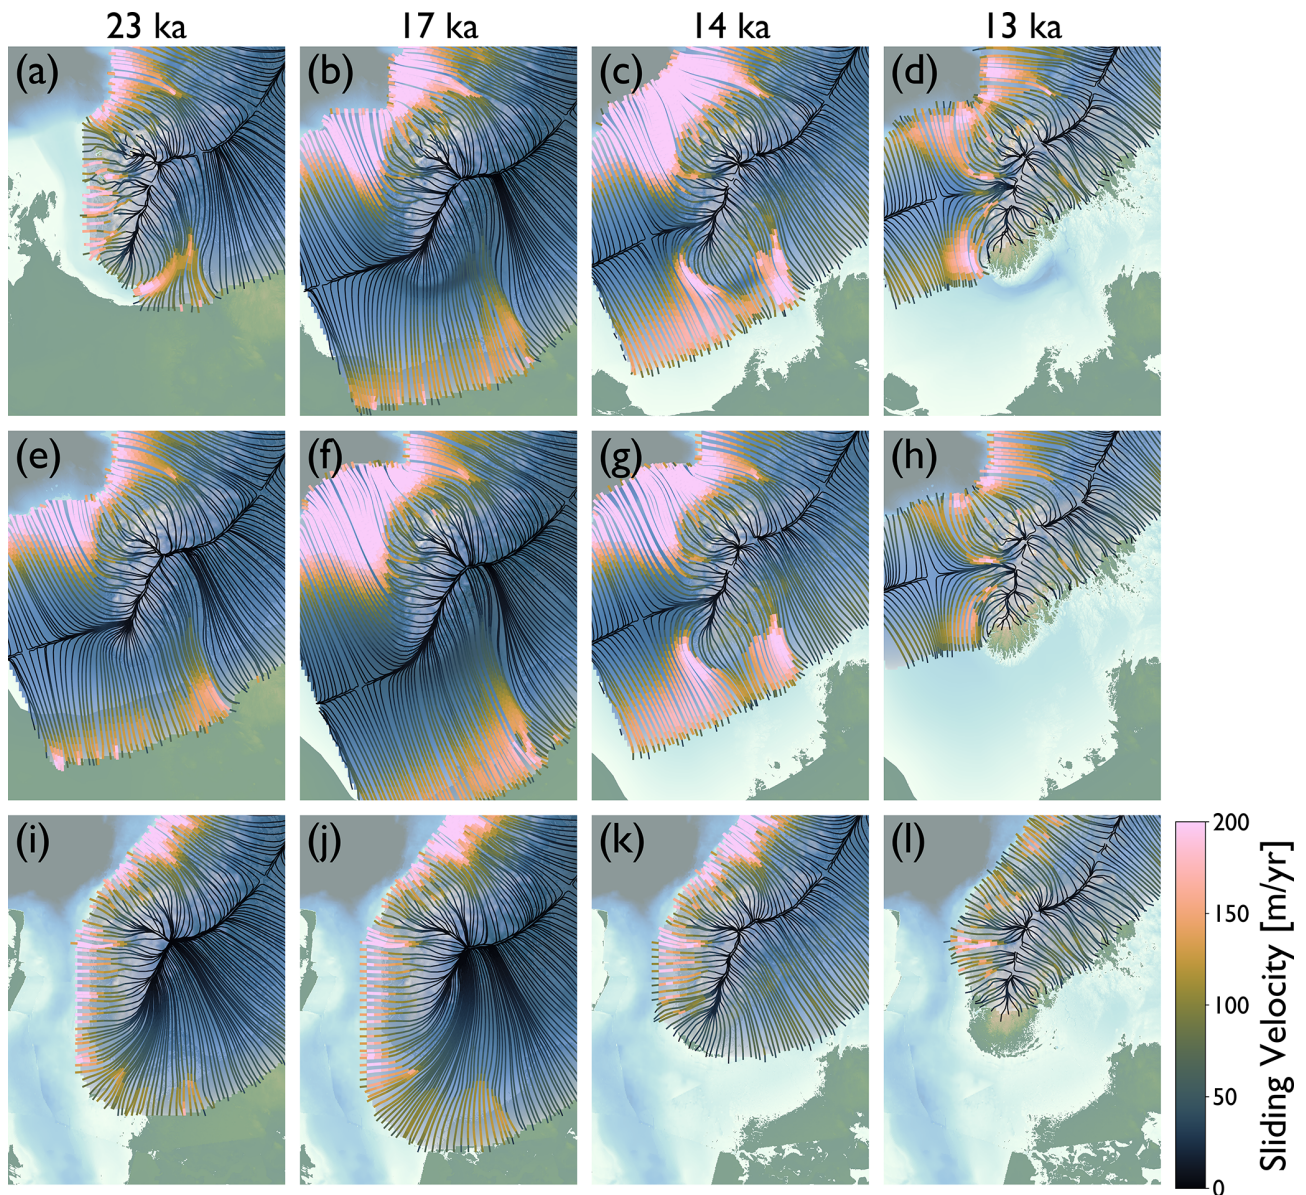 23 ka 17 ka 14 ka 13 ka
(a) (b) (c) (d)
(e) (f) (g) (h)
(i) (j) (k) (l)
200
150
100
50
0
Sliding Velocity [m/yr]